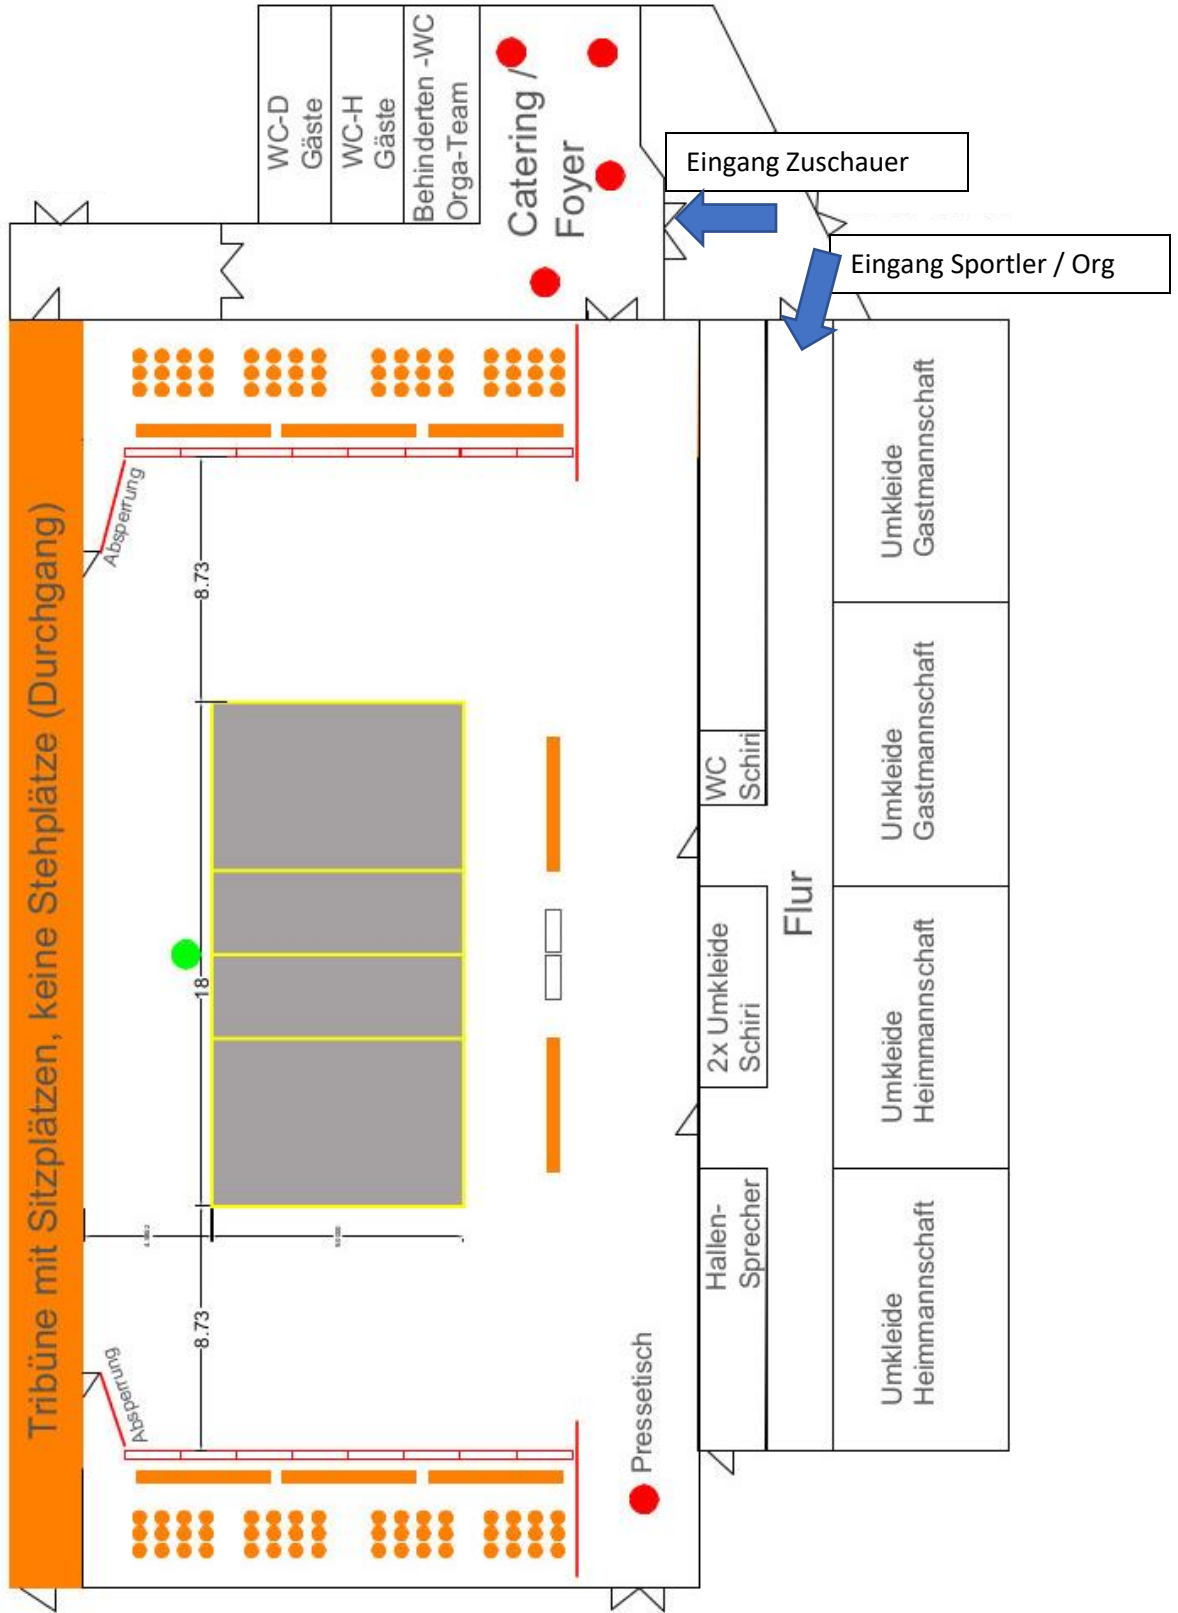 WC-D
Gäste
WC-H
Gäste
Behinderten -WC
Orga-Team
Catering /
Foyer
Eingang Zuschauer
Eingang Sportler / Org
Tribüne mit Sitzplätzen, keine Stehplätze (Durchgang)
Absperrung
8.73
18
8.73
Absperrung
Pressetisch
WC
Schiri
2x Umkleide
Schiri
Hallen-
Sprecher
Flur
Umkleide
Gastmannschaft
Umkleide
Gastmannschaft
Umkleide
Heimmannschaft
Umkleide
Heimmannschaft